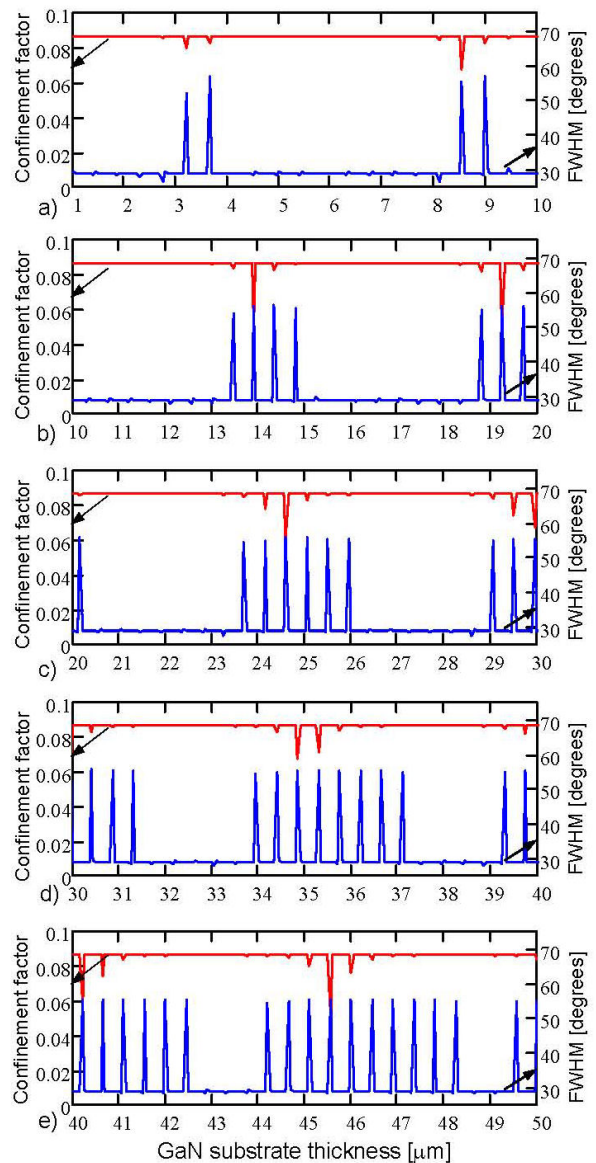 Confinement factor
0.1
0.08
0.06
0.04
0.02
0
70
60
50
40
30
FWHM [degrees]
1 2 3 4 5 6 7 8 9 10
a)
Confinement factor
0.1
0.08
0.06
0.04
0.02
0
70
60
50
40
30
FWHM [degrees]
10 11 12 13 14 15 16 17 18 19 20
b)
Confinement factor
0.1
0.08
0.06
0.04
0.02
0
70
60
50
40
30
FWHM [degrees]
20 21 22 23 24 25 26 27 28 29 30
c)
Confinement factor
0.1
0.08
0.06
0.04
0.02
0
70
60
50
40
30
FWHM [degrees]
30 31 32 33 34 35 36 37 38 39 40
d)
Confinement factor
0.1
0.08
0.06
0.04
0.02
0
70
60
50
40
30
FWHM [degrees]
40 41 42 43 44 45 46 47 48 49 50
e)
GaN substrate thickness [μm]